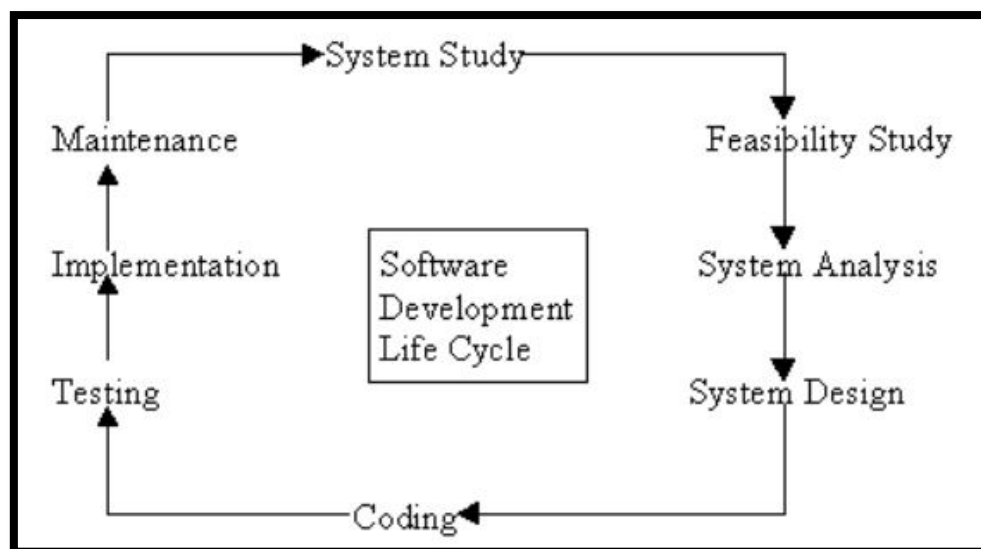 System Study
Maintenance
Feasibility Study
Implementation
Software
Development
Life Cycle
System Analysis
Testing
System Design
Coding